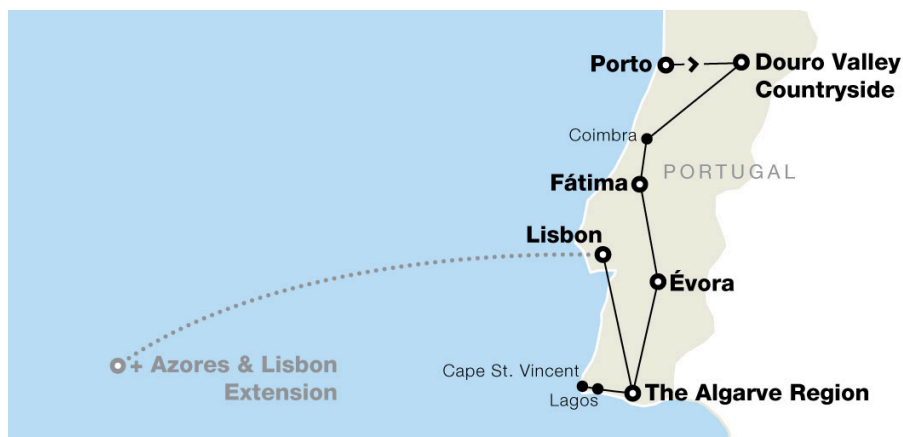 Porto
Douro Valley
Countryside
Coimbra
PORTUGAL
Fátima
Lisbon
Évora
+ Azores & Lisbon
Extension
Cape St. Vincent
Lagos
The Algarve Region